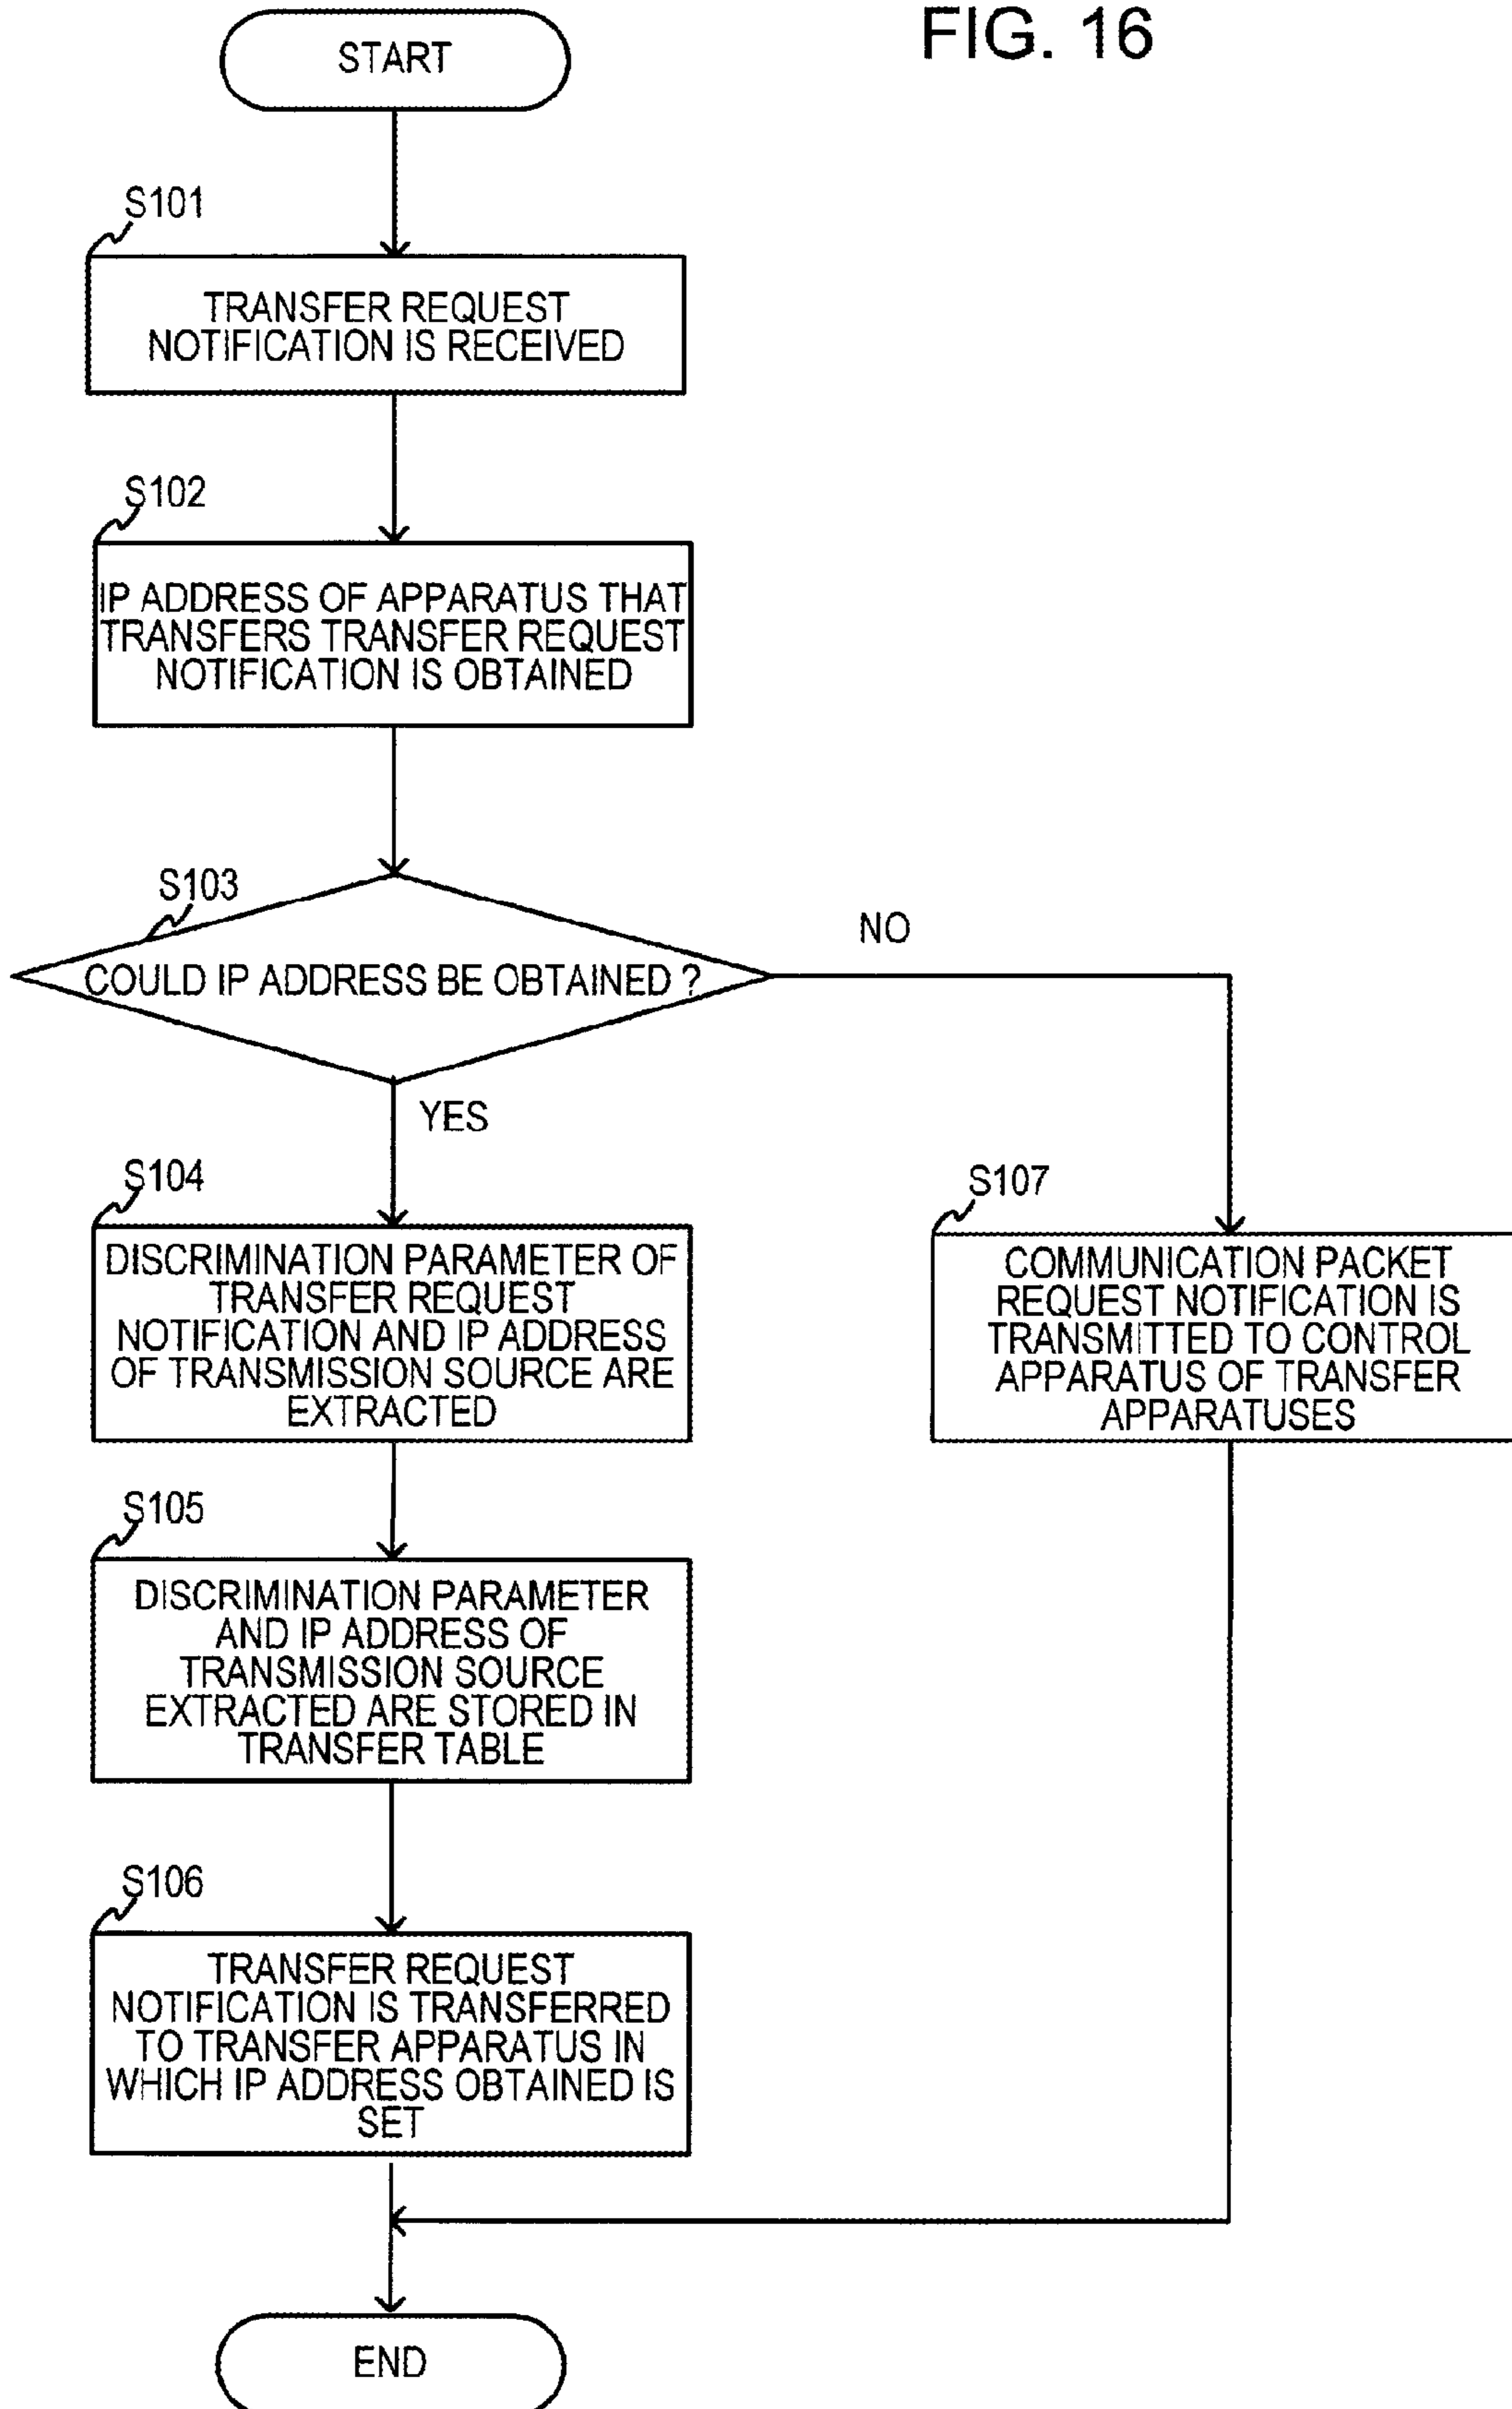 FIG. 16
START
S101
TRANSFER REQUEST
NOTIFICATION IS RECEIVED
S102
IP ADDRESS OF APPARATUS THAT
TRANSFERS TRANSFER REQUEST
NOTIFICATION IS OBTAINED
S103
COULD IP ADDRESS BE OBTAINED ?
NO
YES
S104
DISCRIMINATION PARAMETER OF
TRANSFER REQUEST
NOTIFICATION AND IP ADDRESS
OF TRANSMISSION SOURCE ARE
EXTRACTED
S107
COMMUNICATION PACKET
REQUEST NOTIFICATION IS
TRANSMITTED TO CONTROL
APPARATUS OF TRANSFER
APPARATUSES
S105
DISCRIMINATION PARAMETER
AND IP ADDRESS OF
TRANSMISSION SOURCE
EXTRACTED ARE STORED IN
TRANSFER TABLE
S106
TRANSFER REQUEST
NOTIFICATION IS TRANSFERRED
TO TRANSFER APPARATUS IN
WHICH IP ADDRESS OBTAINED IS
SET
END